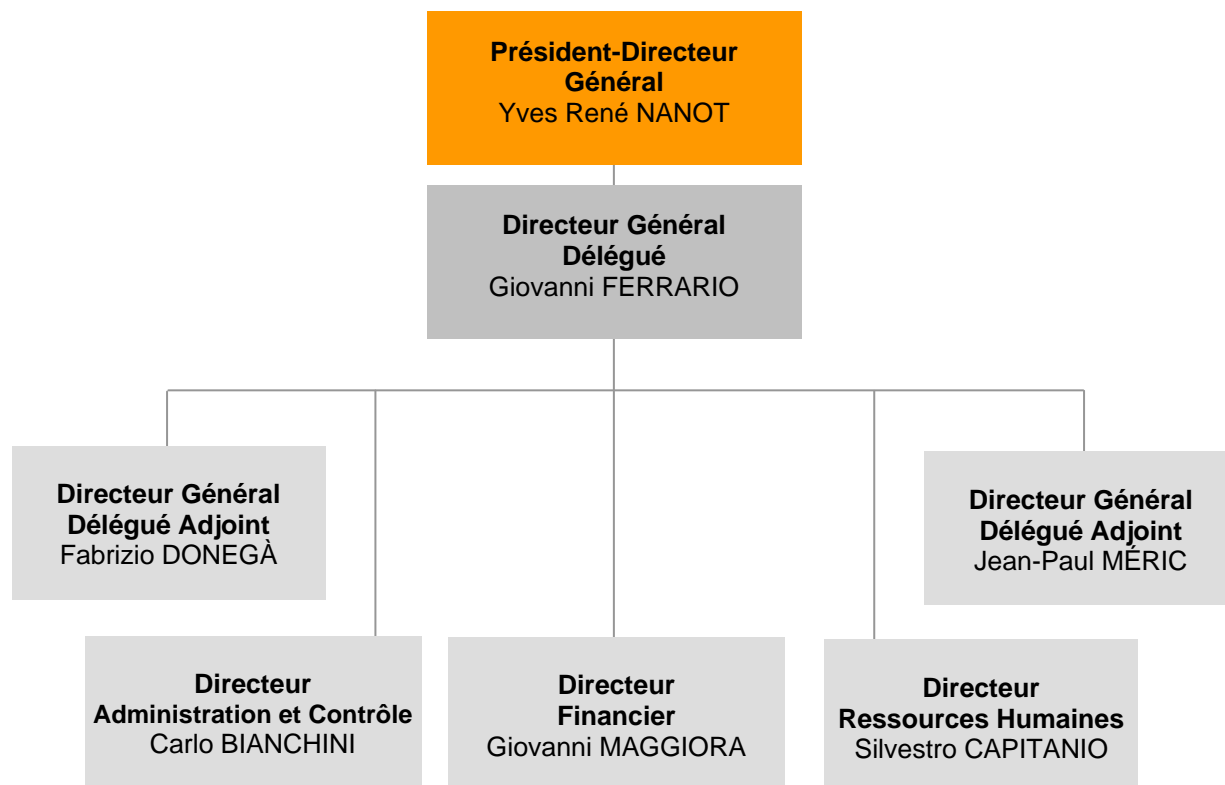 Président-Directeur
Général
Yves René NANOT
Directeur Général
Délégué
Giovanni FERRARIO
Directeur Général
Délégué Adjoint
Fabrizio DONEGÀ
Directeur Général
Délégué Adjoint
Jean-Paul MÉRIC
Directeur
Administration et Contrôle
Carlo BIANCHINI
Directeur
Financier
Giovanni MAGGIORA
Directeur
Ressources Humaines
Silvestro CAPITANIO